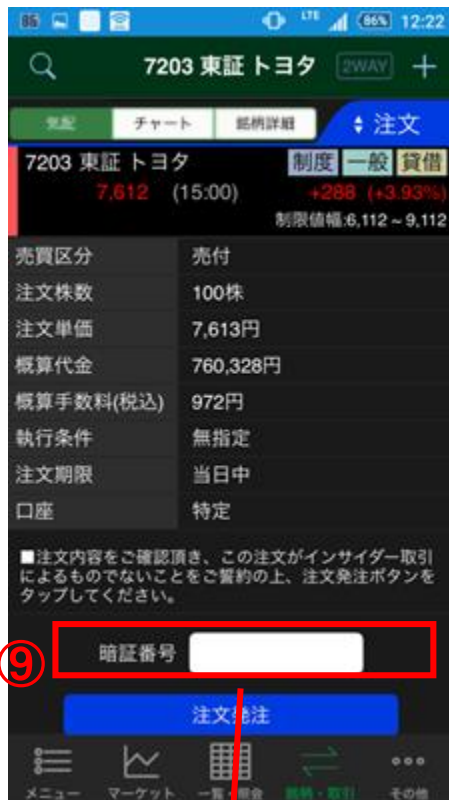 86 LTE 86% 12:22
7203 東証 トヨタ 2WAY
気配 チャート 銘柄詳細 注文
7203 東証 トヨタ 制度 一般 貸借
7,612 (15:00) +288 (+3.93%)
制限値幅:6,112 ~ 9,112
売買区分 売付
注文株数 100株
注文単価 7,613円
概算代金 760,328円
概算手数料(税込) 972円
執行条件 無指定
注文期限 当日中
口座 特定
■注文内容をご確認頂き、この注文がインサイダー取引
によるものでないことをご誓約の上、注文発注ボタンを
タップしてください。
⑨ 暗証番号
注文発注
メニュー マーケット 一覧・照会 銘柄・取引 その他